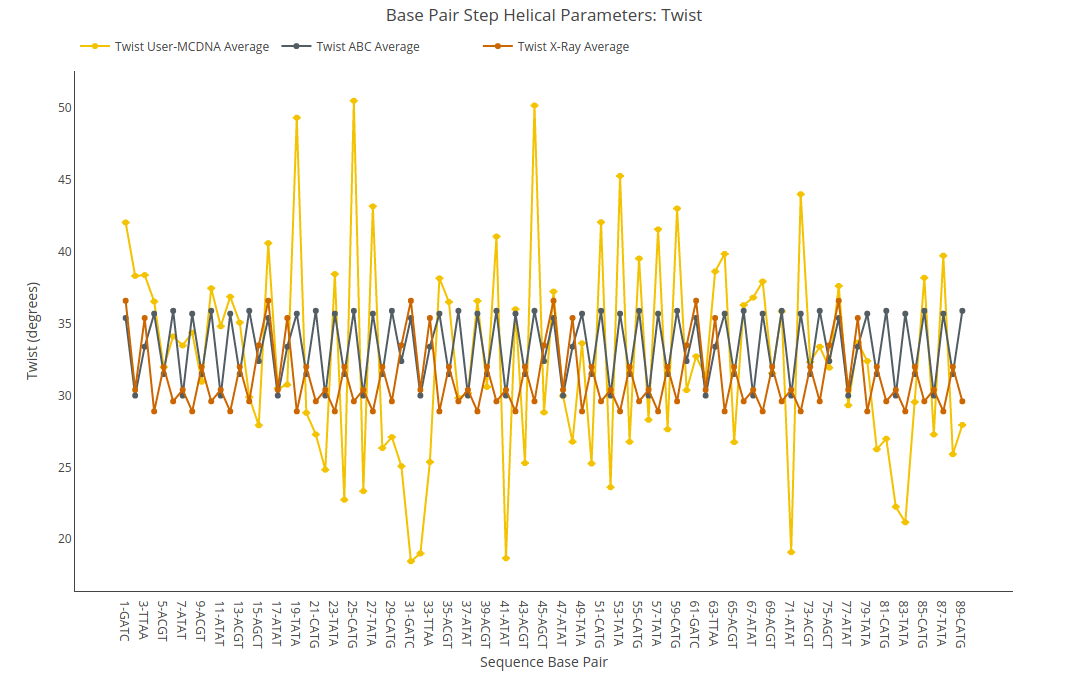 Base Pair Step Helical Parameters: Twist
Twist User-MCDNA Average
Twist ABC Average
Twist X-Ray Average
50
45
40
35
30
25
20
Twist (degrees)
1-GATC
3-TTAA
5-ACGT
7-ATAT
9-ACGT
11-ATAT
13-ACGT
15-AGCT
17-ATAT
19-TATA
21-CATG
23-TATA
25-CATG
27-TATA
29-CATG
31-GATC
33-TTAA
35-ACGT
37-ATAT
39-ACGT
41-ATAT
43-ACGT
45-AGCT
47-ATAT
49-TATA
51-CATG
53-TATA
55-CATG
57-TATA
59-CATG
61-GATC
63-TTAA
65-ACGT
67-ATAT
69-ACGT
71-ATAT
73-ACGT
75-AGCT
77-ATAT
79-TATA
81-CATG
83-TATA
85-CATG
87-TATA
89-CATG
Sequence Base Pair